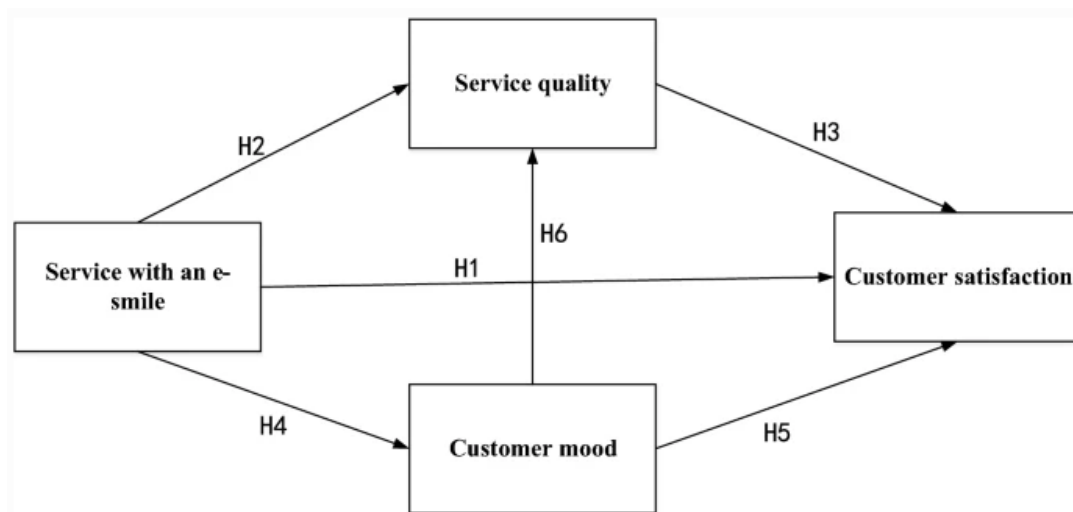 Service quality
H2
H3
H6
Service with an e-
smile
H1
Customer satisfaction
H4
Customer mood
H5